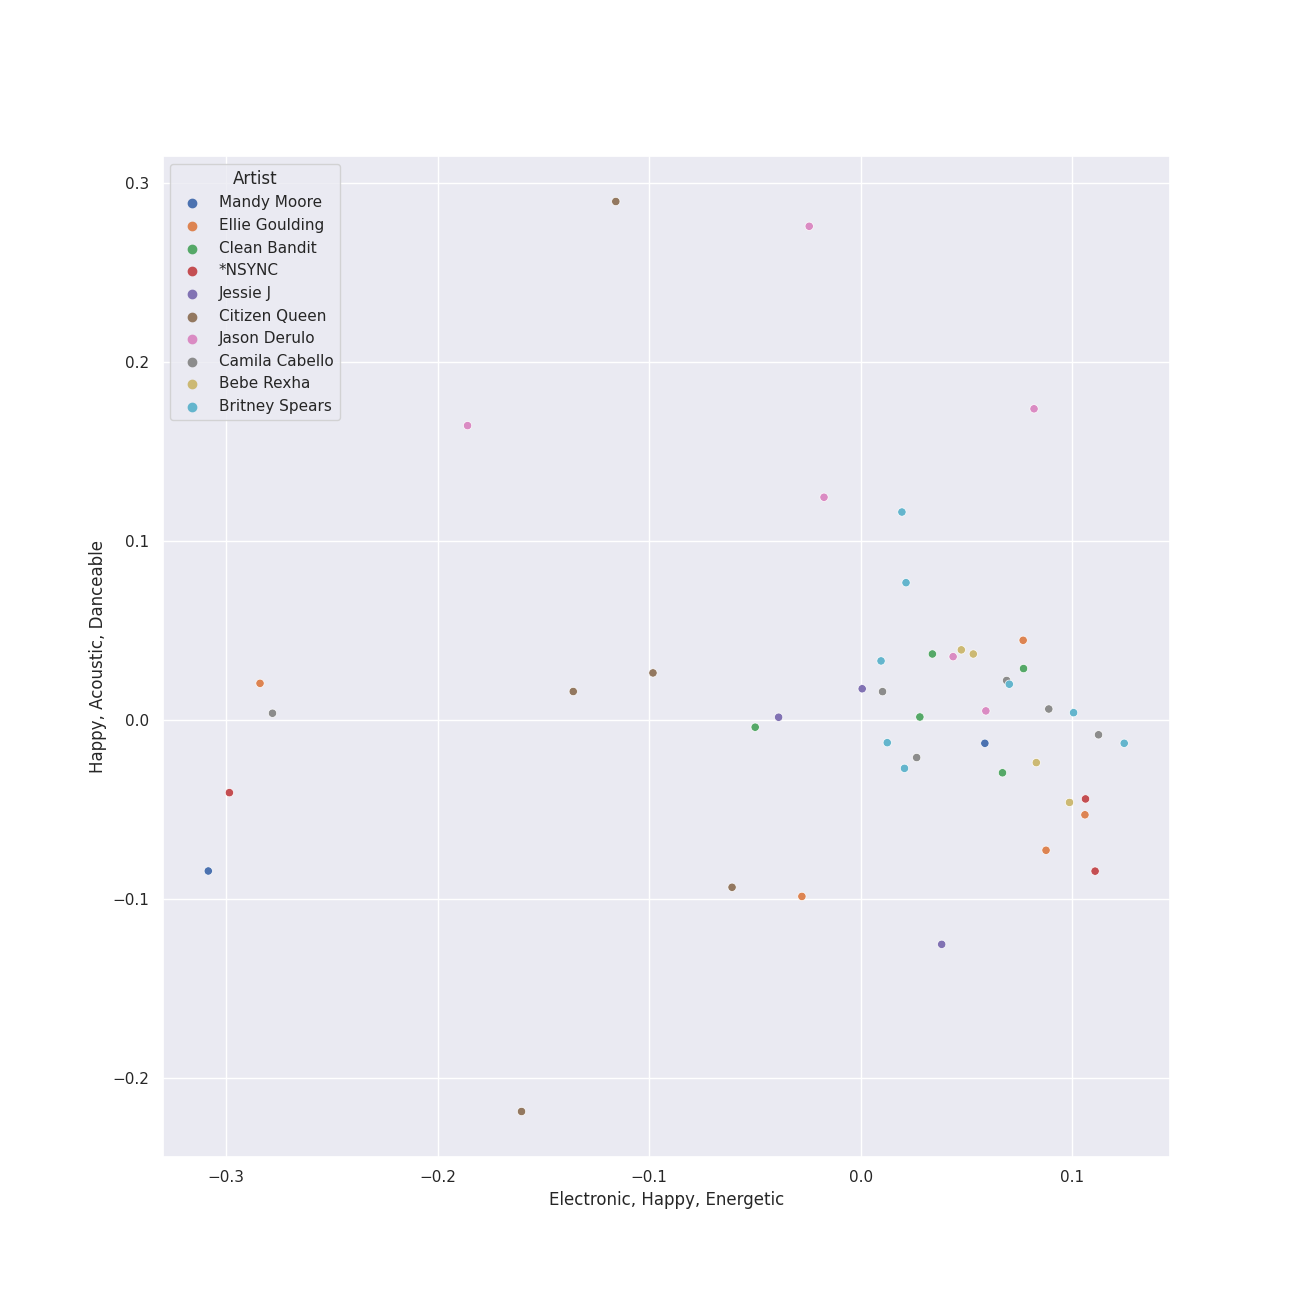 Artist
Mandy Moore
Ellie Goulding
Clean Bandit
*NSYNC
Jessie J
Citizen Queen
Jason Derulo
Camila Cabello
Bebe Rexha
Britney Spears
0.3
0.2
0.1
0.0
−0.1
−0.2
Happy, Acoustic, Danceable
−0.3 −0.2 −0.1 0.0 0.1
Electronic, Happy, Energetic